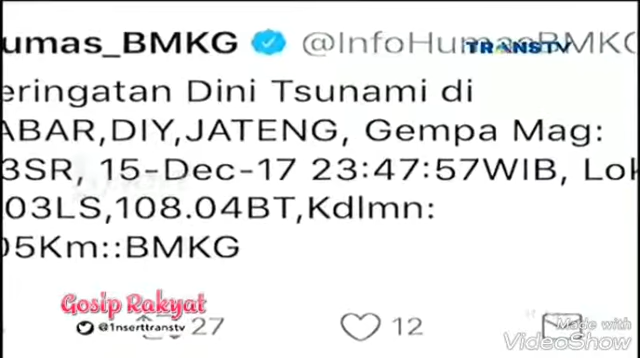 umas_BMKG @InfoHumasBMKG
TRANSTV
eringatan Dini Tsunami di
ABAR,DIY,JATENG, Gempa Mag:
3SR, 15-Dec-17 23:47:57WIB, Lok
03LS,108.04BT,Kdlmn:
05Km::BMKG
Gosip Rakyat
@1nserttranstv
27
12
Made with
VideoShow